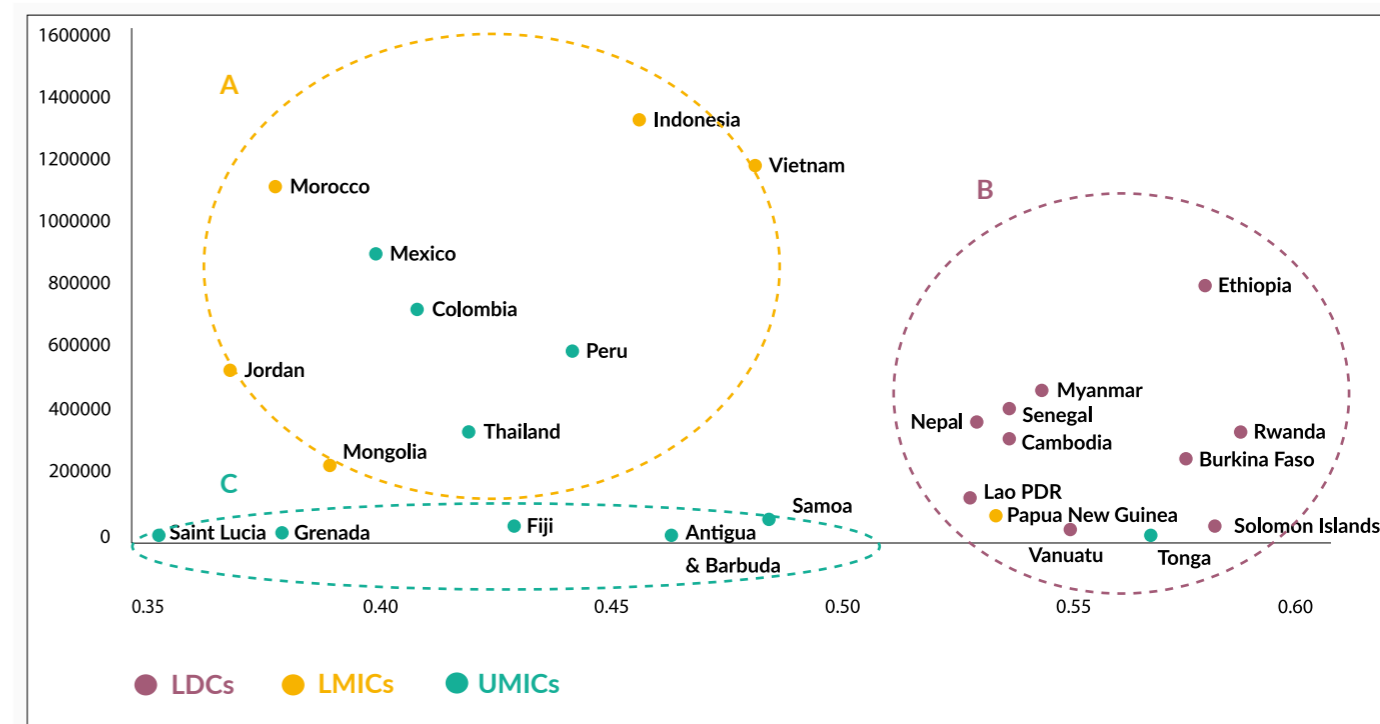 1600000
A
1400000
Indonesia
1200000
Vietnam
Morocco
B
1000000
Mexico
800000
Ethiopia
Colombia
600000
Peru
Jordan
400000
Myanmar
Senegal
Nepal
Cambodia
Rwanda
Thailand
Mongolia
Burkina Faso
200000
C
Lao PDR
Samoa
Papua New Guinea
0
Saint Lucia
Grenada
Fiji
Antigua
& Barbuda
Solomon Islands
Vanuatu
Tonga
0.35 0.40 0.45 0.50 0.55 0.60
LDCs LMICs UMICs